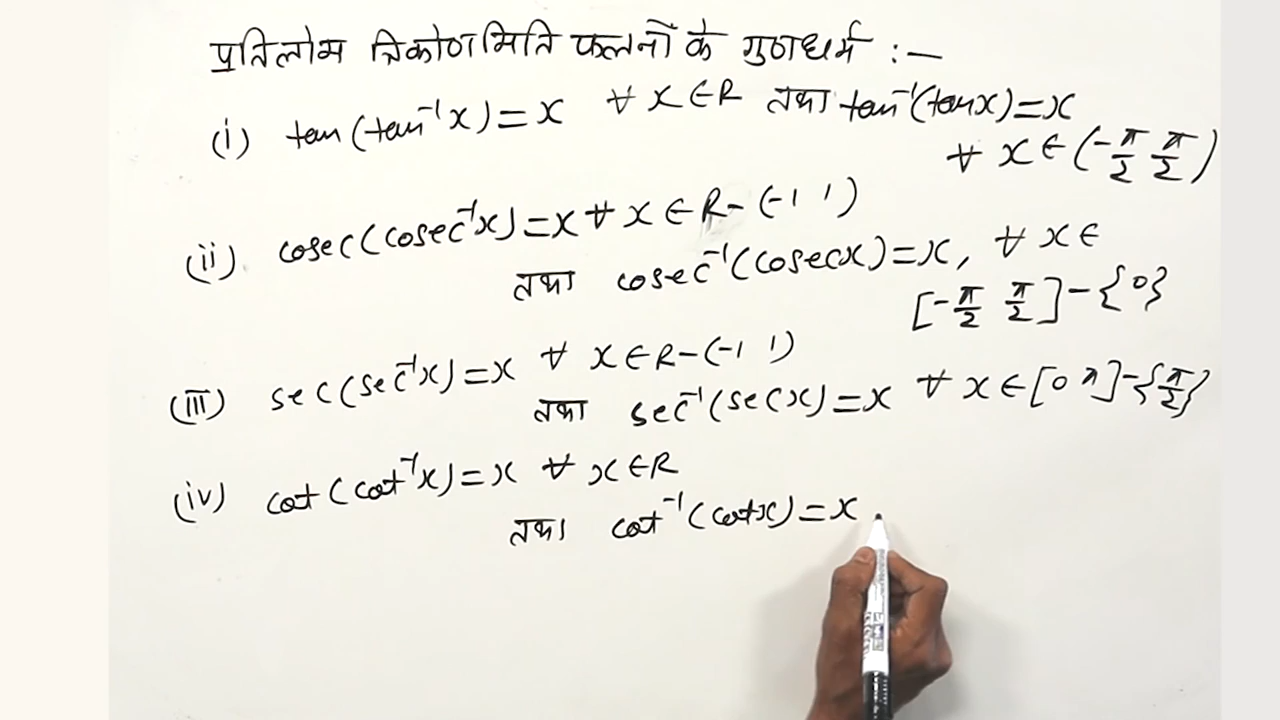 प्रतिलोम त्रिकोणमिति फलनों के गुणधर्म :—
(i) tan(tan⁻¹x)=x ∀ x∈R तथा tan⁻¹(tanx)=x
∀ x∈(-π/2 π/2)
(ii) cosec(cosec⁻¹x)=x ∀ x∈R-(-1 1)
तथा cosec⁻¹(cosecx)=x, ∀ x∈
[-π/2 π/2]-{0}
(iii) sec(sec⁻¹x)=x ∀ x∈R-(-1 1)
तथा sec⁻¹(secx)=x ∀ x∈[0 π]-{π/2}
(iv) cot(cot⁻¹x)=x ∀ x∈R
तथा cot⁻¹(cotx)=x